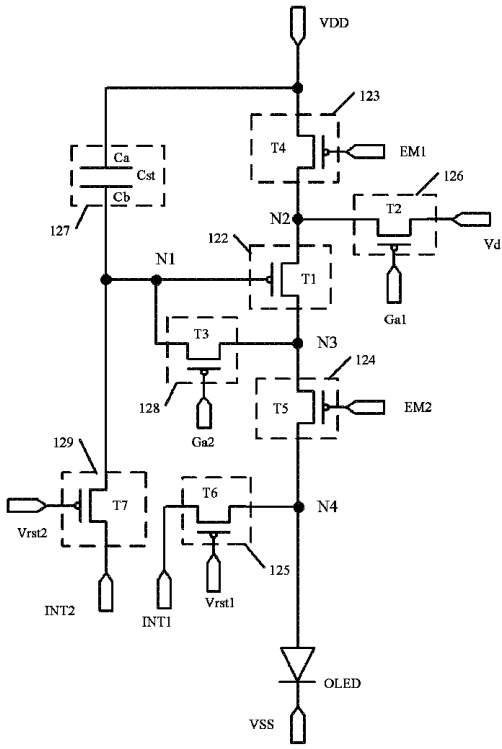 VDD
123
T4
EM1
Ca
Cst
Cb
127
126
N2
T2
Vd
122
N1
T1
Ga1
T3
N3
128
Ga2
124
T5
EM2
129
T7
Vrst2
T6
N4
125
INT2
INT1
Vrst1
OLED
VSS